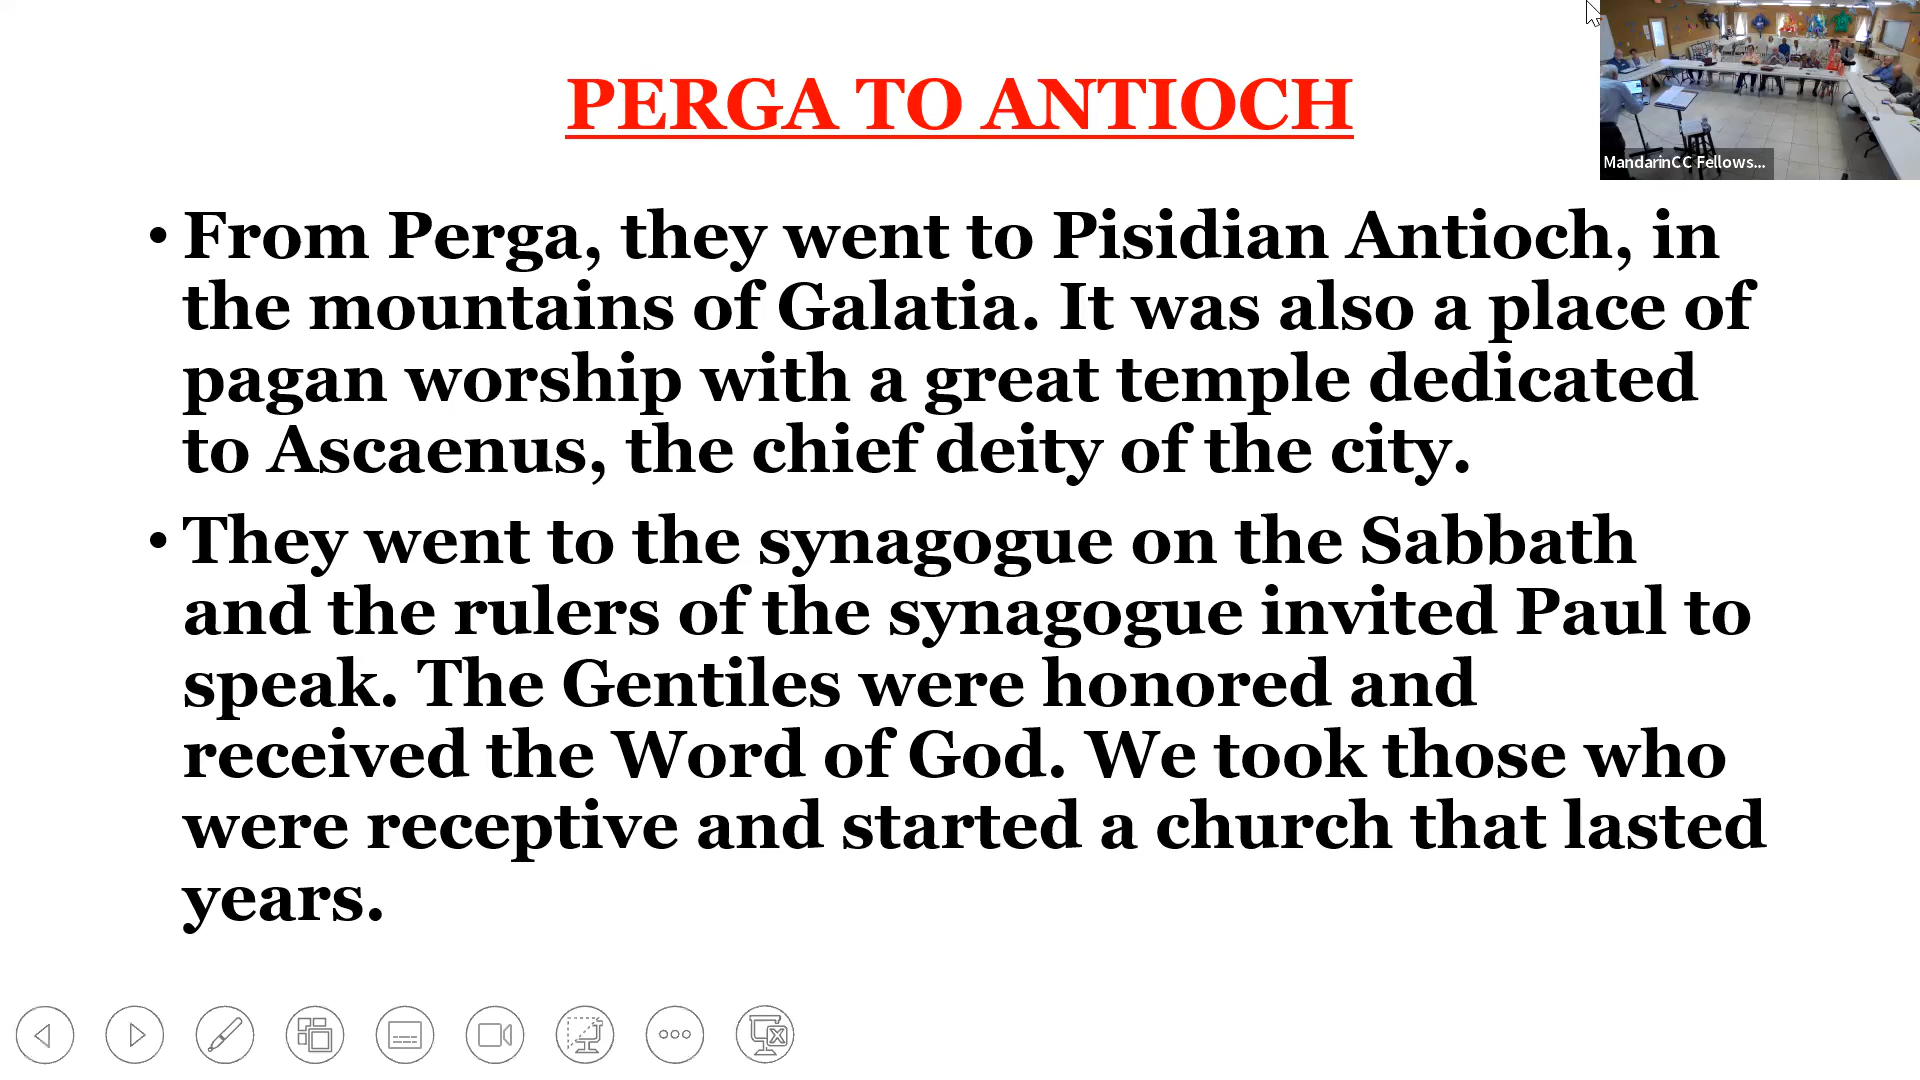 PERGA TO ANTIOCH
MandarinCC Fellows...
• From Perga, they went to Pisidian Antioch, in
the mountains of Galatia. It was also a place of
pagan worship with a great temple dedicated
to Ascaenus, the chief deity of the city.
• They went to the synagogue on the Sabbath
and the rulers of the synagogue invited Paul to
speak. The Gentiles were honored and
received the Word of God. We took those who
were receptive and started a church that lasted
years.